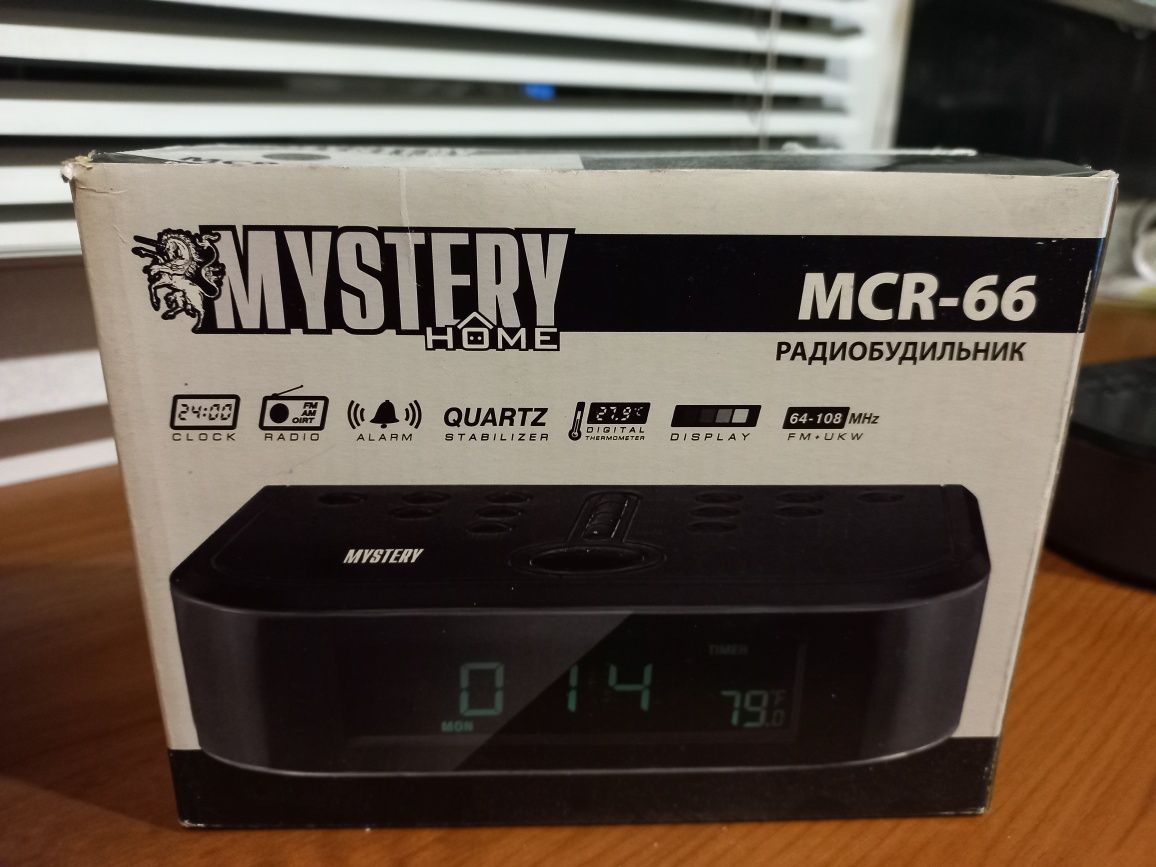 MYSTERY
HOME
MCR-66
РАДИОБУДИЛЬНИК
24:00
CLOCK
FM
AM
OIRT
RADIO
ALARM
QUARTZ
STABILIZER
27.9°C
DIGITAL
THERMOMETER
DISPLAY
64-108 MHz
FM+UKW
MYSTERY
TIMER
0 14
79.0°F
MON